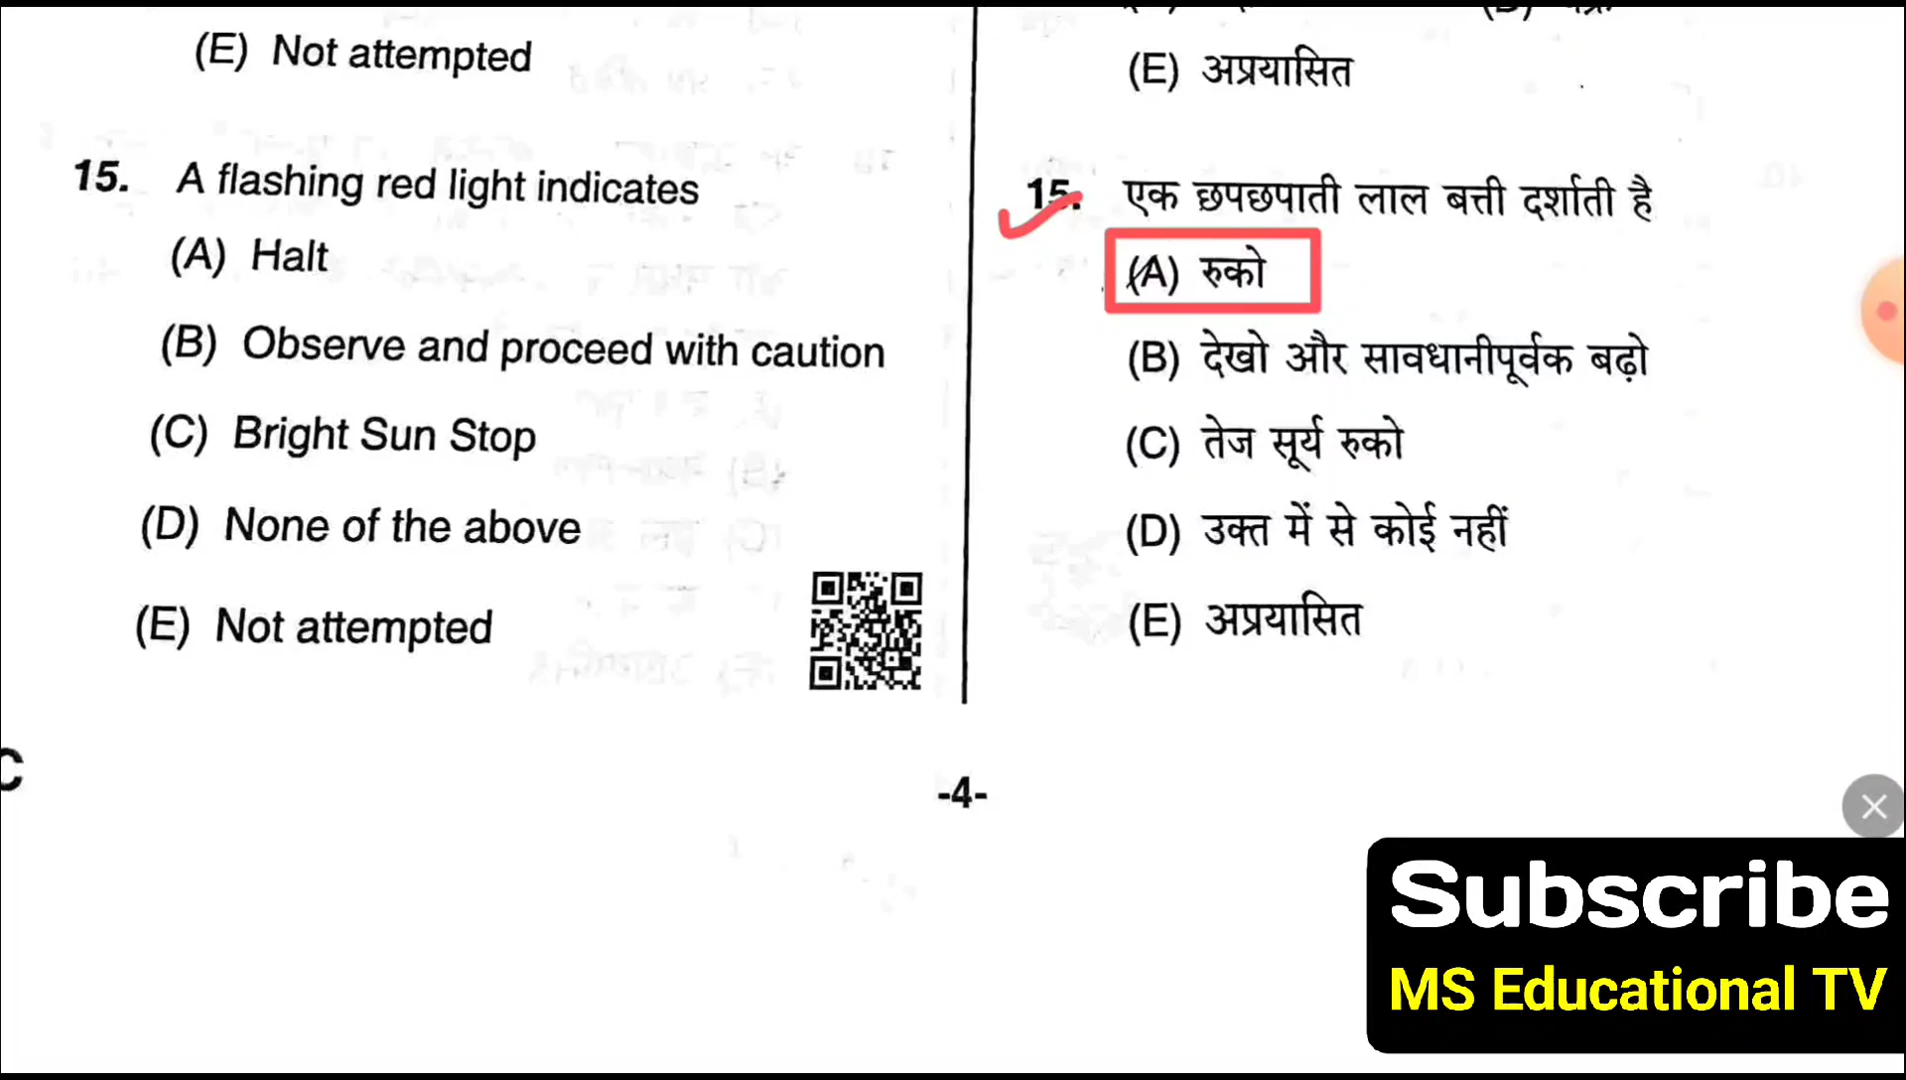 (E) Not attempted
15. A flashing red light indicates
(A) Halt
(B) Observe and proceed with caution
(C) Bright Sun Stop
(D) None of the above
(E) Not attempted
(E) अप्रयासित
15. एक छपछपाती लाल बत्ती दर्शाती है
(A) रुको
(B) देखो और सावधानीपूर्वक बढ़ो
(C) तेज सूर्य रुको
(D) उक्त में से कोई नहीं
(E) अप्रयासित
C
-4-
Subscribe
MS Educational TV